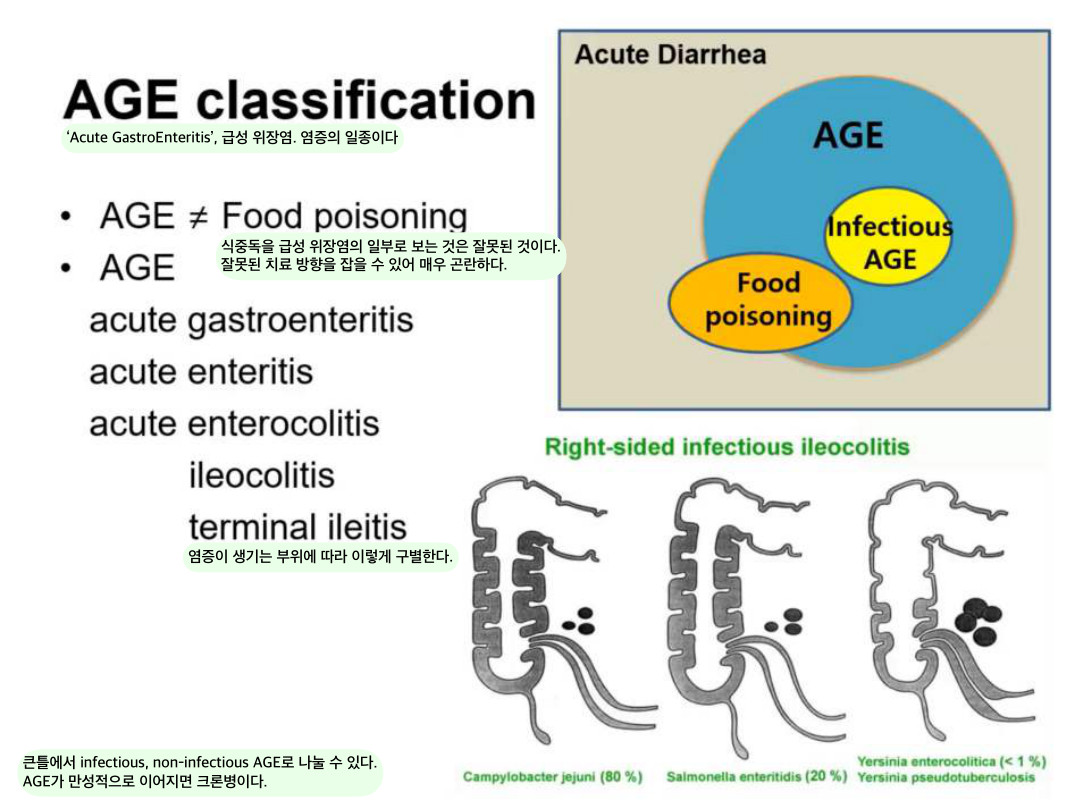 AGE classification
‘Acute GastroEnteritis’, 급성 위장염. 염증의 일종이다
• AGE ≠ Food poisoning
식중독을 급성 위장염의 일부로 보는 것은 잘못된 것이다.
잘못된 치료 방향을 잡을 수 있어 매우 곤란하다.
• AGE
acute gastroenteritis
acute enteritis
acute enterocolitis
ileocolitis
terminal ileitis
염증이 생기는 부위에 따라 이렇게 구별한다.
큰틀에서 infectious, non-infectious AGE로 나눌 수 있다.
AGE가 만성적으로 이어지면 크론병이다.
Acute Diarrhea
AGE
Infectious
AGE
Food
poisoning
Right-sided infectious ileocolitis
Campylobacter jejuni (80 %)
Salmonella enteritidis (20 %)
Yersinia enterocolitica (< 1 %)
Yersinia pseudotuberculosis